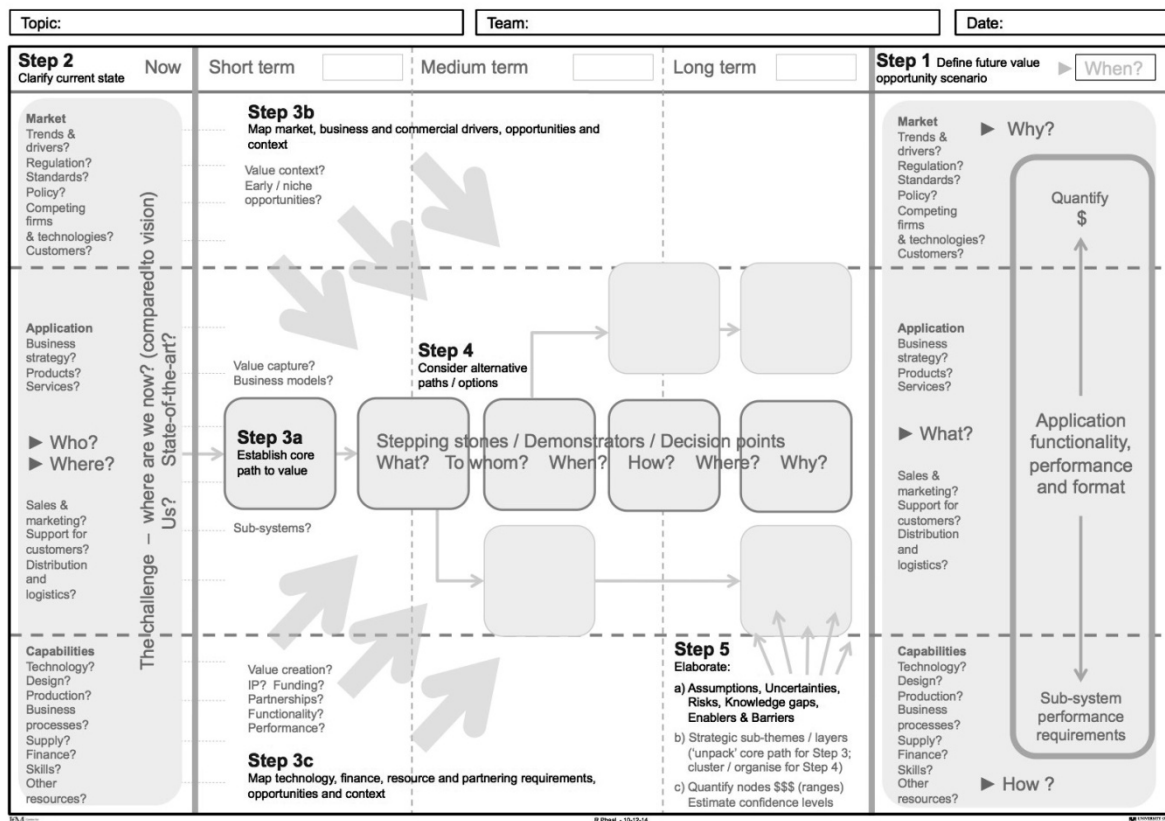 Topic:
Team:
Date:
Step 2
Clarify current state
Now
Short term
Medium term
Long term
Step 1 Define future value
opportunity scenario
When?
Market
Trends &
drivers?
Regulation?
Standards?
Policy?
Competing
firms
& technologies?
Customers?
Application
Business
strategy?
Products?
Services?
Who?
Where?
Sales &
marketing?
Support for
customers?
Distribution
and
logistics?
Capabilities
Technology?
Design?
Production?
Business
processes?
Supply?
Finance?
Skills?
Other
resources?
The challenge – where are we now? (compared to vision)
Us? State-of-the-art?
Step 3b
Map market, business and commercial drivers, opportunities and
context
Value context?
Early / niche
opportunities?
Value capture?
Business models?
Step 4
Consider alternative
paths / options
Step 3a
Establish core
path to value
Stepping stones / Demonstrators / Decision points
What? To whom? When? How? Where? Why?
Sub-systems?
Value creation?
IP? Funding?
Partnerships?
Functionality?
Performance?
Step 3c
Map technology, finance, resource and partnering requirements,
opportunities and context
Step 5
Elaborate:
a) Assumptions, Uncertainties,
Risks, Knowledge gaps,
Enablers & Barriers
b) Strategic sub-themes / layers
('unpack' core path for Step 3;
cluster / organise for Step 4)
c) Quantify nodes $$$ (ranges)
Estimate confidence levels
Market
Trends &
drivers?
Regulation?
Standards?
Policy?
Competing
firms
& technologies?
Customers?
Why?
Quantify
$
Application
Business
strategy?
Products?
Services?
What?
Application
functionality,
performance
and format
Sales &
marketing?
Support for
customers?
Distribution
and
logistics?
Capabilities
Technology?
Design?
Production?
Business
processes?
Supply?
Finance?
Skills?
Other
resources?
Sub-system
performance
requirements
How ?
R Phaal - 10-12-14